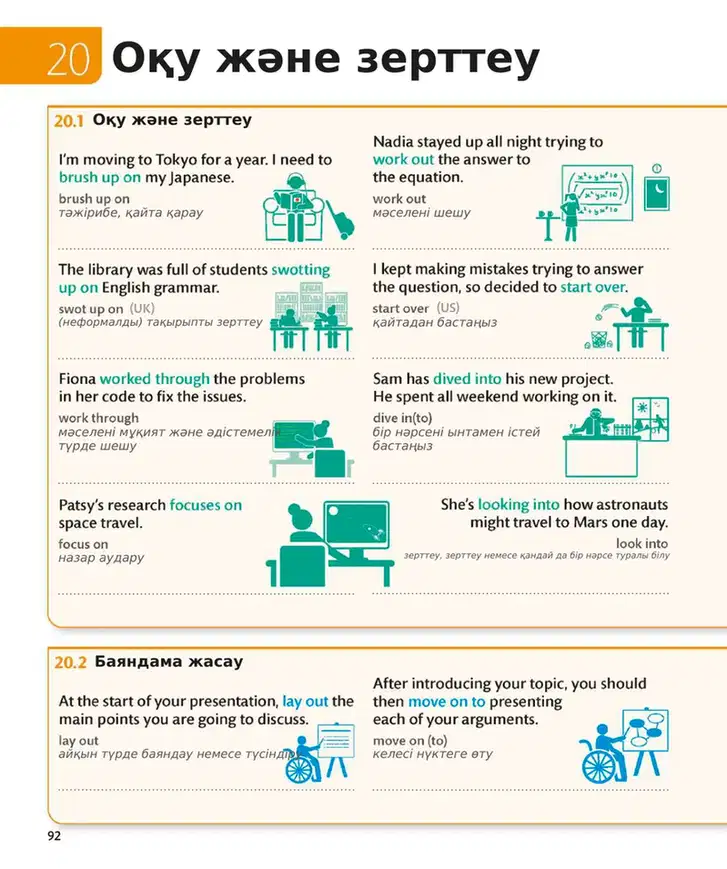 20 Оқу және зерттеу
20.1 Оқу және зерттеу
I'm moving to Tokyo for a year. I need to
brush up on my Japanese.
brush up on
тәжірибе, қайта қарау
Nadia stayed up all night trying to
work out the answer to
the equation.
work out
мәселені шешу
The library was full of students swotting
up on English grammar.
swot up on (UK)
(неформалды) тақырыпты зерттеу
I kept making mistakes trying to answer
the question, so decided to start over.
start over (US)
қайтадан бастаңыз
Fiona worked through the problems
in her code to fix the issues.
work through
мәселені мұқият және әдістемелік
түрде шешу
Sam has dived into his new project.
He spent all weekend working on it.
dive in(to)
бір нәрсені ынтамен істей
бастаңыз
Patsy's research focuses on
space travel.
focus on
назар аудару
She's looking into how astronauts
might travel to Mars one day.
look into
зерттеу, зерттеу немесе қандай да бір нәрсе туралы білу
20.2 Баяндама жасау
At the start of your presentation, lay out the
main points you are going to discuss.
lay out
айқын түрде баяндау немесе түсіндіру
After introducing your topic, you should
then move on to presenting
each of your arguments.
move on (to)
келесі нүктеге өту
92